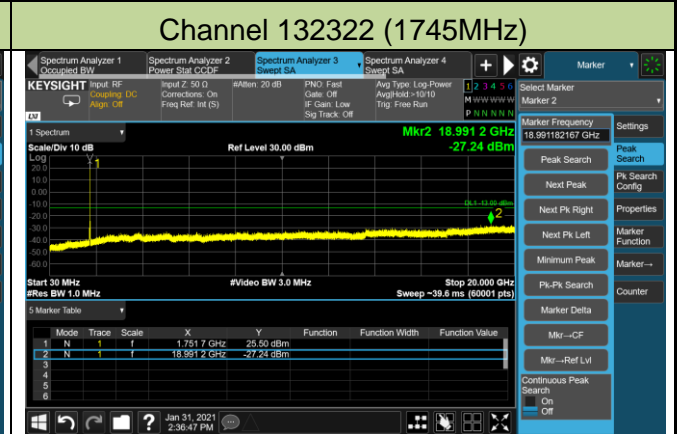 Channel 132322 (1745MHz)
Spectrum Analyzer 1
Occupied BW
Spectrum Analyzer 2
Power Stat CCDF
Spectrum Analyzer 3
Swept SA
Spectrum Analyzer 4
Swept SA
+
Marker
KEYSIGHT
Input: RF
Coupling: DC
Align: Off
Input Z: 50 Ω
Corrections: On
Freq Ref: Int (S)
#Atten: 20 dB
PNO: Fast
Gate: Off
IF Gain: Low
Sig Track: Off
Avg Type: Log-Power
Avg|Hold >10/10
Trig: Free Run
1 2 3 4 5 6
M W W W W W
P N N N N N
LXI
Select Marker
Marker 2
Marker Frequency
18.991182167 GHz
Peak Search
Next Peak
Next Pk Right
Next Pk Left
Minimum Peak
Pk-Pk Search
Marker Delta
Mkr→CF
Mkr→Ref Lvl
Continuous Peak
Search
On
Off
Settings
Peak
Search
Pk Search
Config
Properties
Marker
Function
Marker→
Counter
1 Spectrum
Scale/Div 10 dB
Log
Ref Level 30.00 dBm
Mkr2 18.991 2 GHz
-27.24 dBm
20.0
10.0
0.00
-10.0
-20.0
-30.0
-40.0
-50.0
-60.0
1
DL1 -13.00 dBm
2
Start 30 MHz
#Res BW 1.0 MHz
#Video BW 3.0 MHz
Stop 20.000 GHz
Sweep ~39.6 ms (60001 pts)
5 Marker Table
Mode Trace Scale X Y Function Function Width Function Value
1 N 1 f 1.751 7 GHz 25.50 dBm
2 N 1 f 18.991 2 GHz -27.24 dBm
3
4
5
6
?
Jan 31, 2021
2:36:47 PM